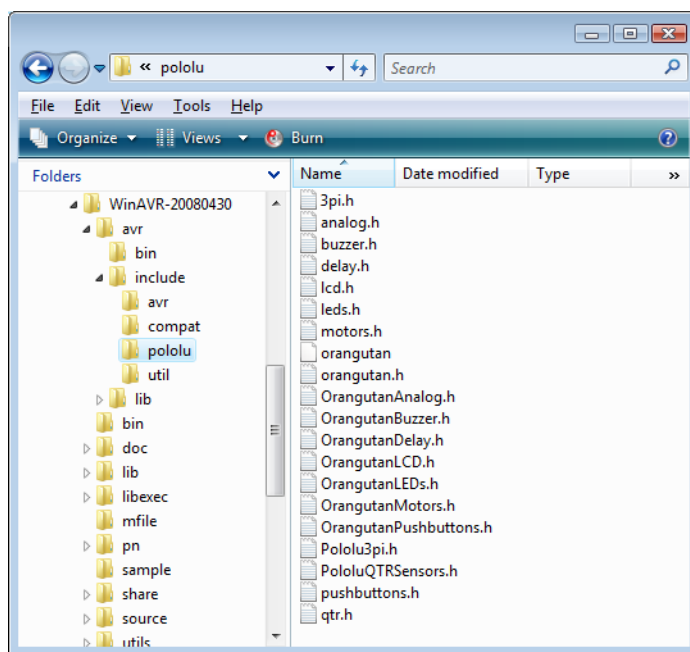 « pololu
Search
File Edit View Tools Help
Organize Views Burn
Folders
WinAVR-20080430
avr
bin
include
avr
compat
pololu
util
lib
bin
doc
lib
libexec
mfile
pn
sample
share
source
utils
Name Date modified Type »
3pi.h
analog.h
buzzer.h
delay.h
lcd.h
leds.h
motors.h
orangutan
orangutan.h
OrangutanAnalog.h
OrangutanBuzzer.h
OrangutanDelay.h
OrangutanLCD.h
OrangutanLEDs.h
OrangutanMotors.h
OrangutanPushbuttons.h
Pololu3pi.h
PololuQTRSensors.h
pushbuttons.h
qtr.h